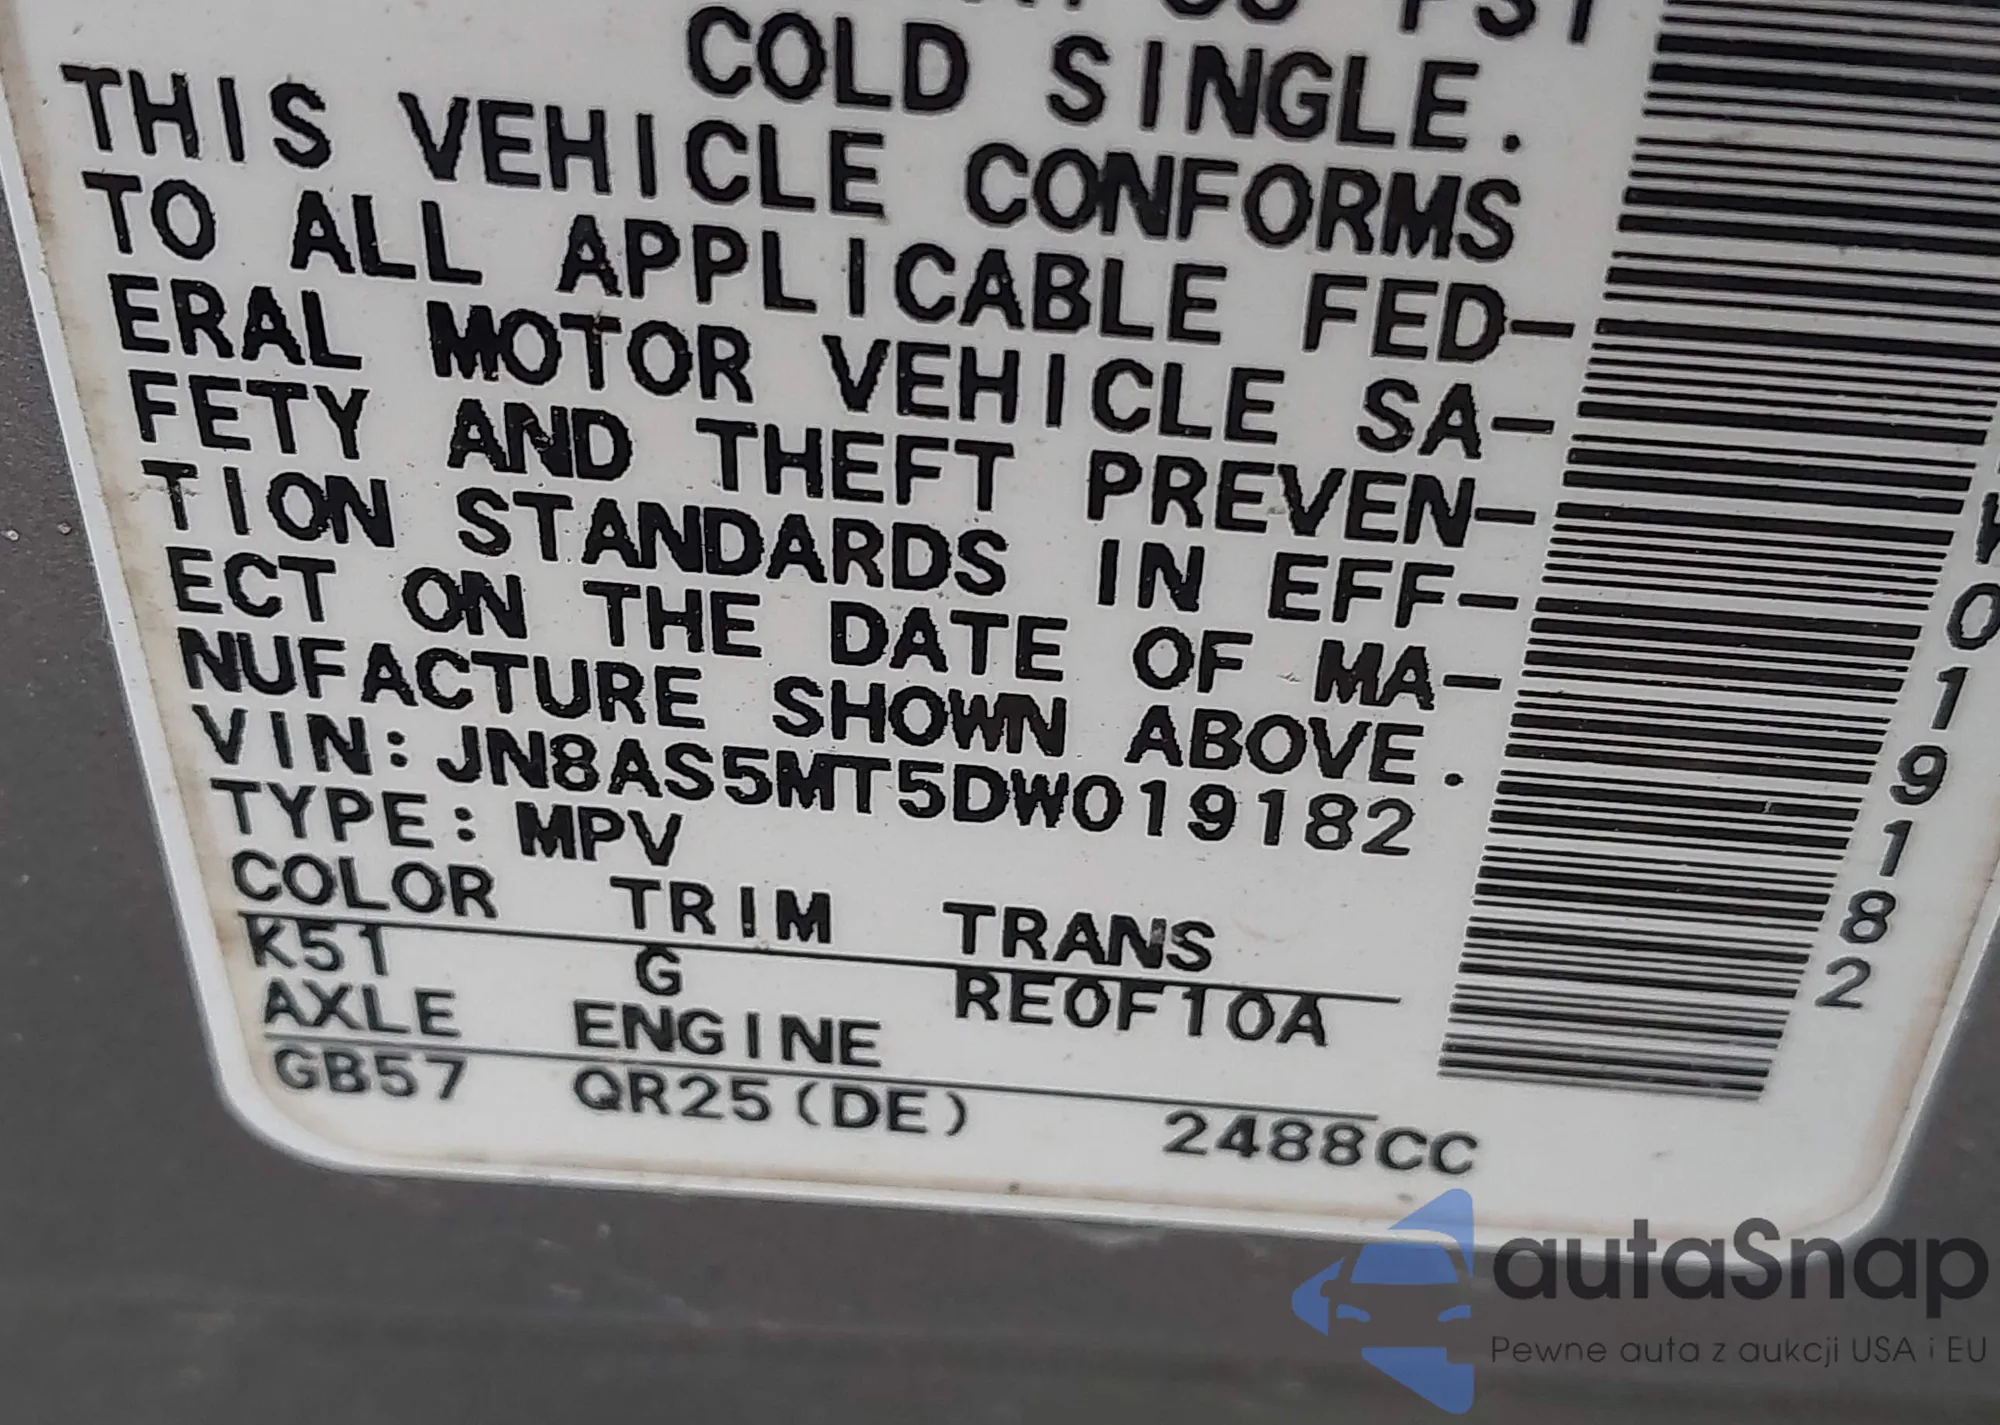 PSI
COLD SINGLE.
THIS VEHICLE CONFORMS
TO ALL APPLICABLE FED-
ERAL MOTOR VEHICLE SA-
FETY AND THEFT PREVEN-
TION STANDARDS IN EFF-
ECT ON THE DATE OF MA-
NUFACTURE SHOWN ABOVE.
VIN: JN8AS5MT5DW019182
TYPE: MPV
COLOR TRIM TRANS
K51 G RE0F10A
AXLE ENGINE
GB57 QR25(DE) 2488CC
019182
autaSnap
Pewne auta z aukcji USA i EU